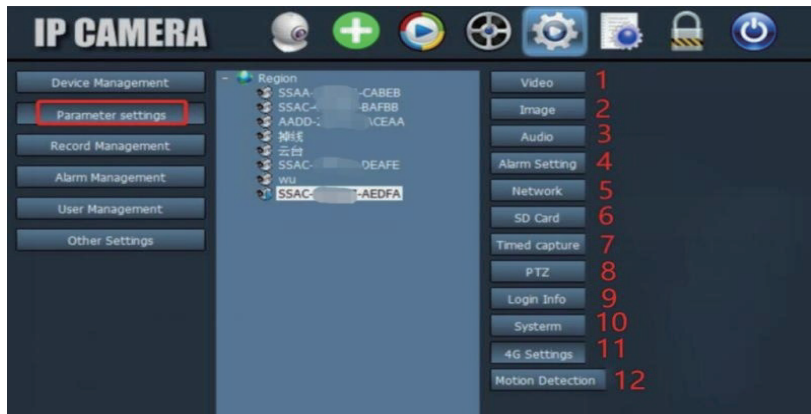 IP CAMERA
Device Management
Parameter settings
Record Management
Alarm Management
User Management
Other Settings
Region
SSAA- -CABEB
SSAC- -BAFBB
AADD- ACEAA
掉线
云台
SSAC- DEAFE
wu
SSAC- -AEDFA
Video 1
Image 2
Audio 3
Alarm Setting 4
Network 5
SD Card 6
Timed capture 7
PTZ 8
Login Info 9
Systerm 10
4G Settings 11
Motion Detection 12